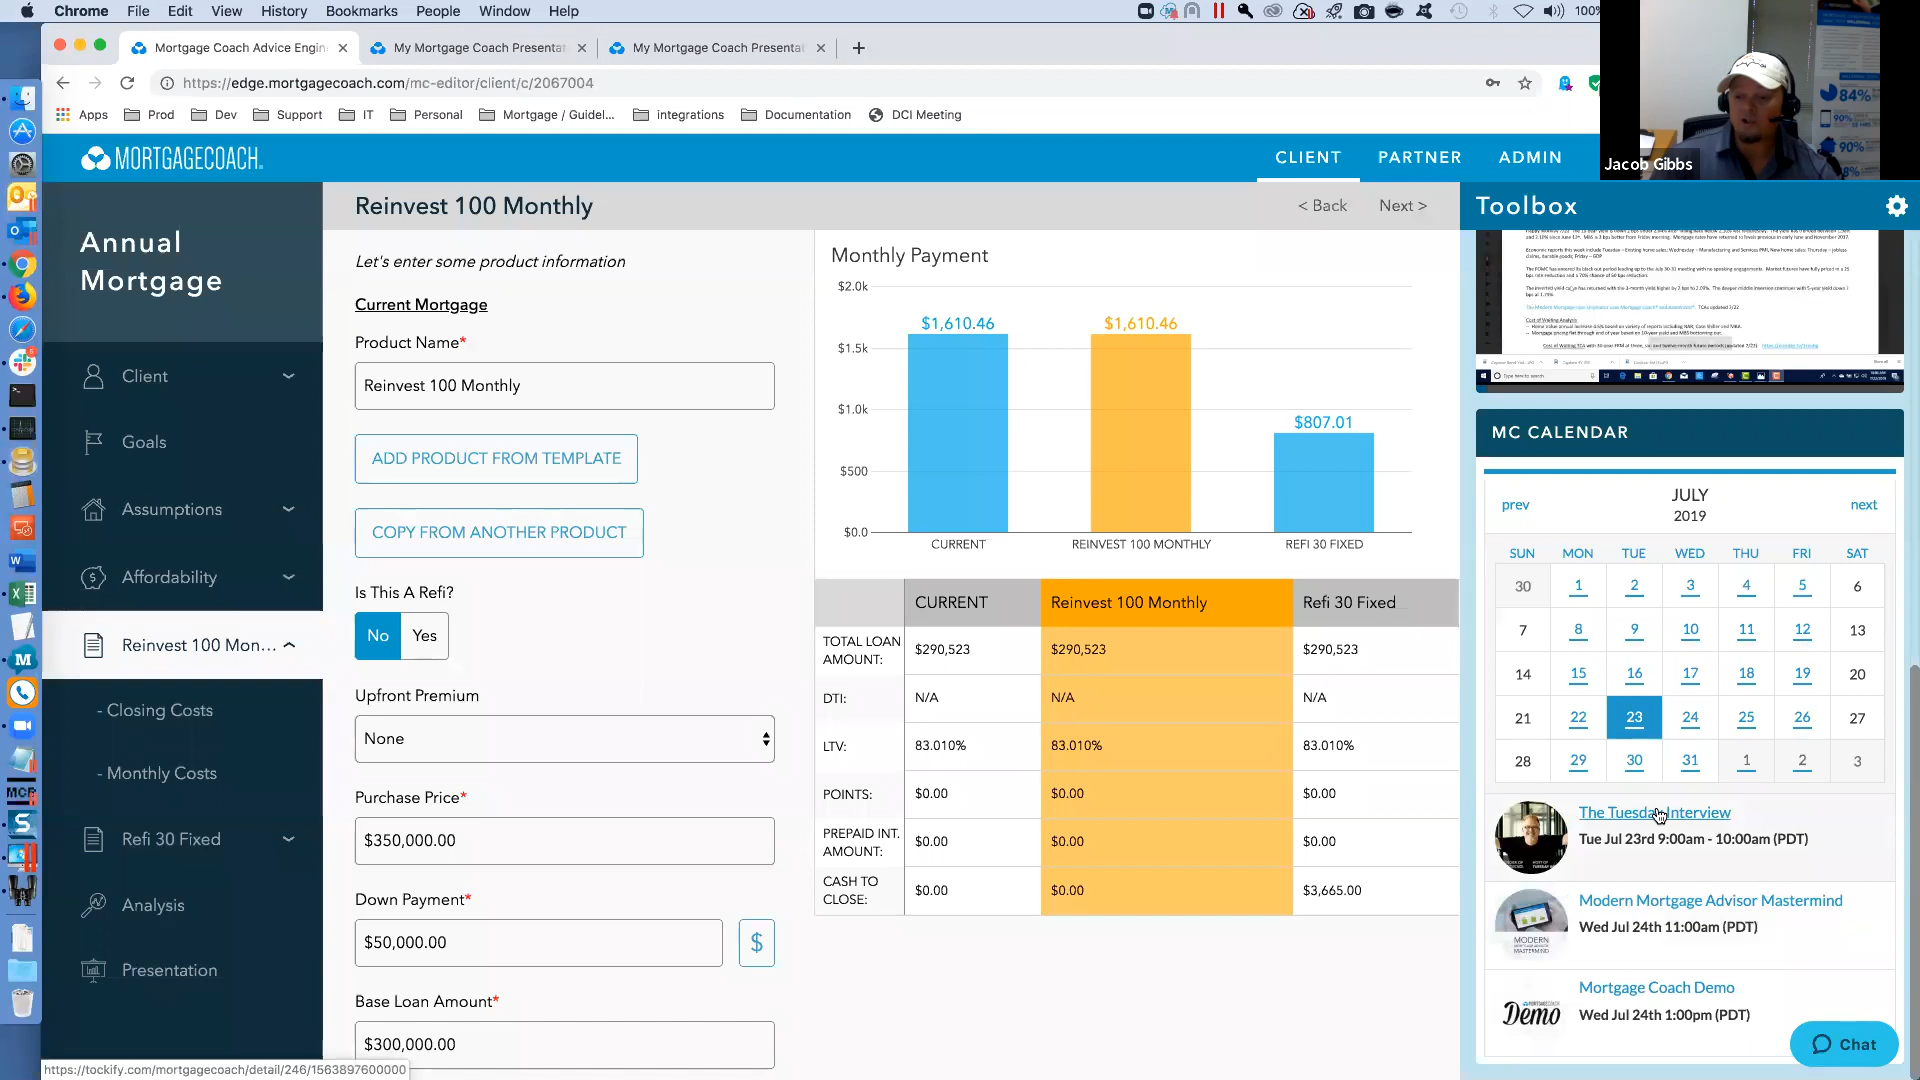 Chrome File Edit View History Bookmarks People Window Help
100%
Mortgage Coach Advice Engin
My Mortgage Coach Presentat
My Mortgage Coach Presentat
https://edge.mortgagecoach.com/mc-editor/client/c/2067004
Apps Prod Dev Support IT Personal Mortgage / Guidel... integrations Documentation DCI Meeting
84%
90%
90%
Jacob Gibbs
MORTGAGECOACH
CLIENT PARTNER ADMIN
Annual
Mortgage
Client
Goals
Assumptions
Affordability
Reinvest 100 Mon...
- Closing Costs
- Monthly Costs
Refi 30 Fixed
Analysis
Presentation
Reinvest 100 Monthly
< Back Next >
Let's enter some product information
Current Mortgage
Product Name*
Reinvest 100 Monthly
ADD PRODUCT FROM TEMPLATE
COPY FROM ANOTHER PRODUCT
Is This A Refi?
No Yes
Upfront Premium
None
Purchase Price*
$350,000.00
Down Payment*
$50,000.00
$
Base Loan Amount*
$300,000.00
Monthly Payment
$2.0k
$1,610.46 $1,610.46
$1.5k
$1.0k
$807.01
$500
$0.0
CURRENT REINVEST 100 MONTHLY REFI 30 FIXED
CURRENT Reinvest 100 Monthly Refi 30 Fixed
TOTAL LOAN AMOUNT: $290,523 $290,523 $290,523
DTI: N/A N/A N/A
LTV: 83.010% 83.010% 83.010%
POINTS: $0.00 $0.00 $0.00
PREPAID INT. AMOUNT: $0.00 $0.00 $0.00
CASH TO CLOSE: $0.00 $0.00 $3,665.00
Toolbox
MC CALENDAR
prev JULY next
2019
SUN MON TUE WED THU FRI SAT
30 1 2 3 4 5 6
7 8 9 10 11 12 13
14 15 16 17 18 19 20
21 22 23 24 25 26 27
28 29 30 31 1 2 3
The Tuesday Interview
Tue Jul 23rd 9:00am - 10:00am (PDT)
Modern Mortgage Advisor Mastermind
Wed Jul 24th 11:00am (PDT)
MODERN
Mortgage Coach Demo
Wed Jul 24th 1:00pm (PDT)
Demo
Chat
https://tockify.com/mortgagecoach/detail/246/1563897600000